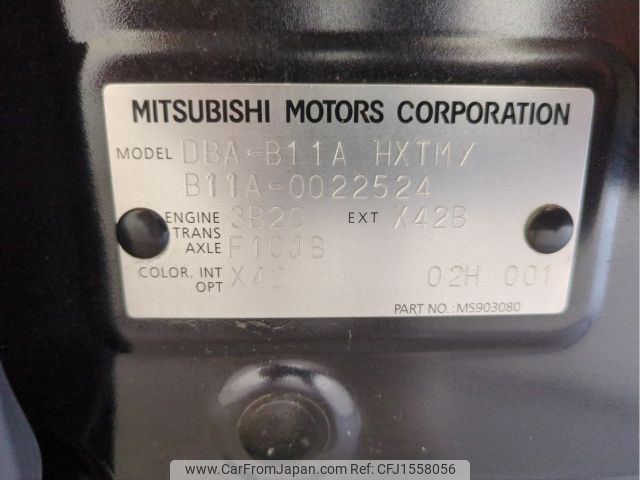 MITSUBISHI MOTORS CORPORATION
MODEL DBA-B11A HXTMY
B11A-0022524
ENGINE 3B20 EXT X42B
TRANS
AXLE F1CJB
COLOR. INT X42 02H 001
OPT
PART NO.:MS903080
www.CarFromJapan.com REF No: CFJ1558056